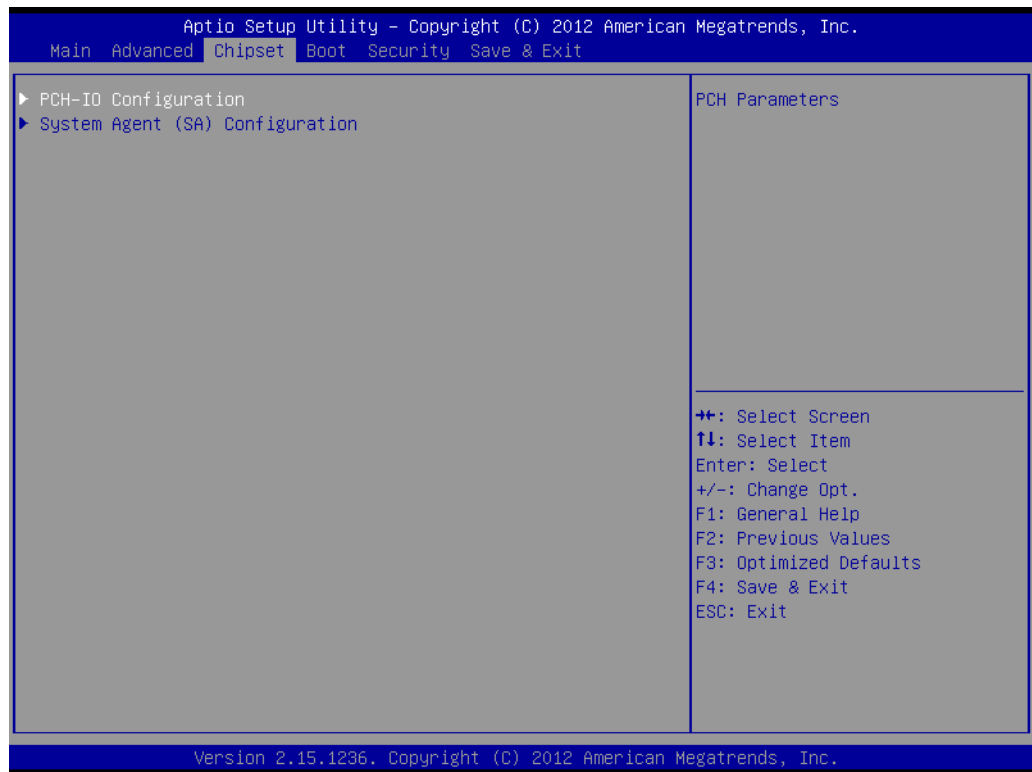 Aptio Setup Utility – Copyright (C) 2012 American Megatrends, Inc.
Main Advanced Chipset Boot Security Save & Exit
► PCH-IO Configuration
► System Agent (SA) Configuration
PCH Parameters
→←: Select Screen
↑↓: Select Item
Enter: Select
+/-: Change Opt.
F1: General Help
F2: Previous Values
F3: Optimized Defaults
F4: Save & Exit
ESC: Exit
Version 2.15.1236. Copyright (C) 2012 American Megatrends, Inc.